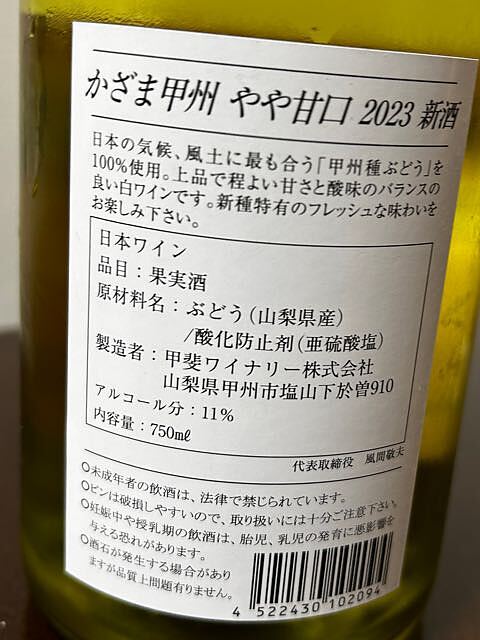 かざま甲州 やや甘口 2023 新酒
日本の気候、風土に最も合う「甲州種ぶどう」を
100%使用。上品で程よい甘さと酸味のバランスの
良い白ワインです。新種特有のフレッシュな味わいを
お楽しみ下さい。
日本ワイン
品目：果実酒
原材料名：ぶどう(山梨県産)
/酸化防止剤(亜硫酸塩)
製造者：甲斐ワイナリー株式会社
山梨県甲州市塩山下於曽910
アルコール分：11%
内容量：750mℓ
代表取締役 風間敬夫
○未成年者の飲酒は、法律で禁じられています。
○ビンは破損しやすいので、取り扱いには十分ご注意下さい。
○妊娠中や授乳期の飲酒は、胎児、乳児の発育に悪影響を
与える恐れがあります。
○酒石が発生する場合があり
ますが品質上問題有りません。
4 522430 102094